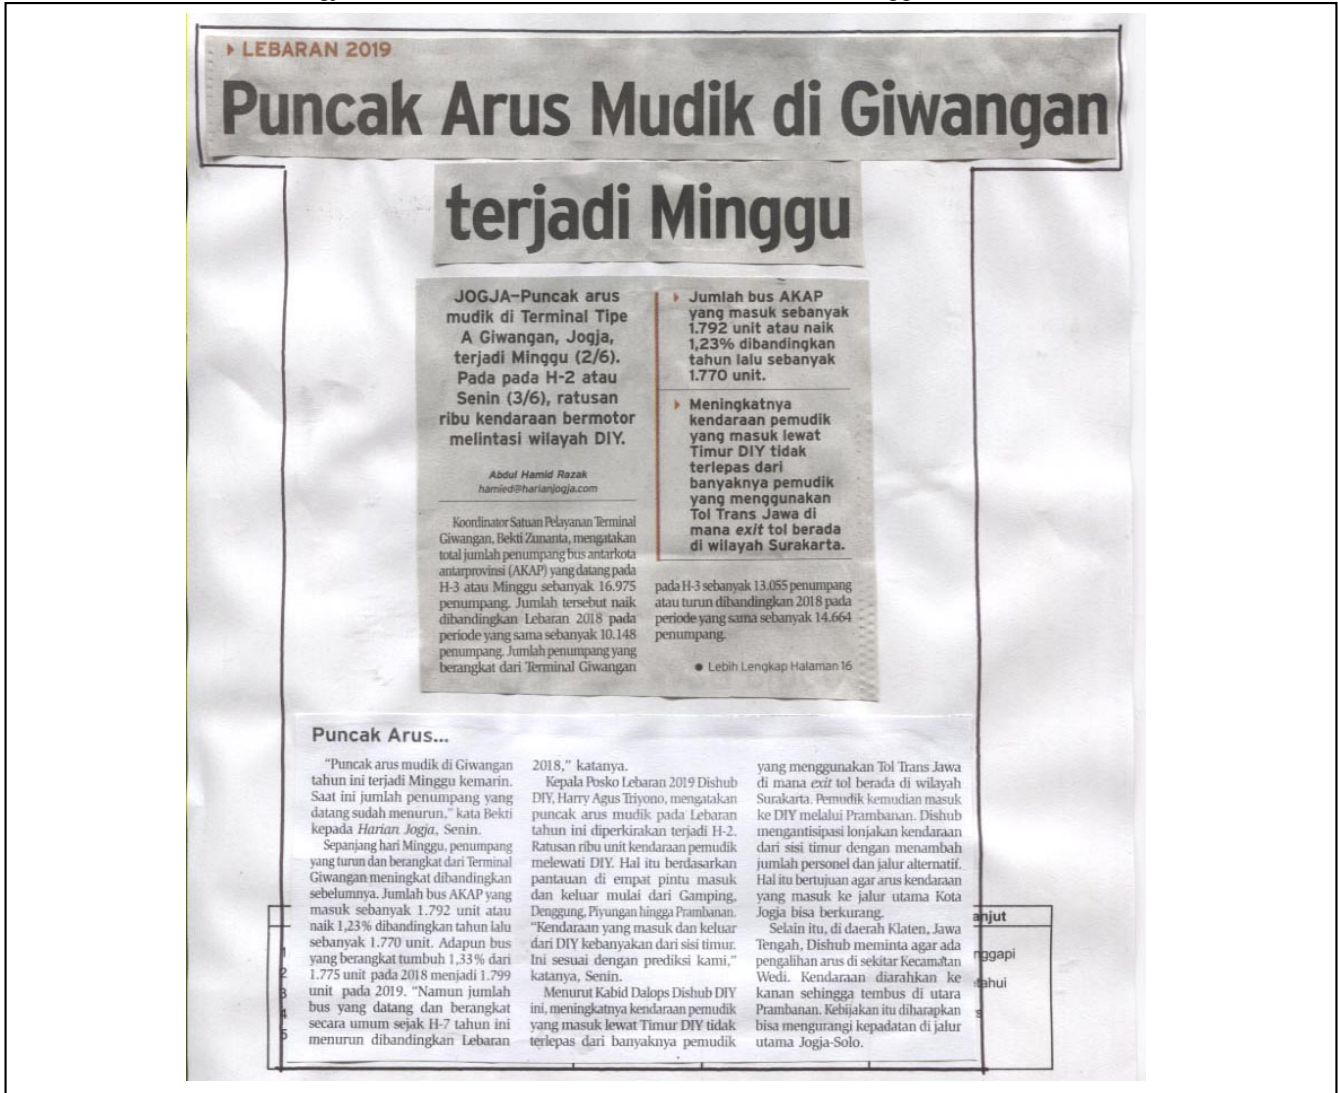 LEBARAN 2019
Puncak Arus Mudik di Giwangan
terjadi Minggu
JOGJA–Puncak arus
mudik di Terminal Tipe
A Giwangan, Jogja,
terjadi Minggu (2/6).
Pada pada H-2 atau
Senin (3/6), ratusan
ribu kendaraan bermotor
melintasi wilayah DIY.
Abdul Hamid Razak
hamied@harianjogja.com
Koordinator Satuan Pelayanan Terminal
Giwangan, Bekti Zunanta, mengatakan
total jumlah penumpang bus antarkota
antarprovinsi (AKAP) yang datang pada
H-3 atau Minggu sebanyak 16.975
penumpang. Jumlah tersebut naik
dibandingkan Lebaran 2018 pada
periode yang sama sebanyak 10.148
penumpang. Jumlah penumpang yang
berangkat dari Terminal Giwangan
Jumlah bus AKAP
yang masuk sebanyak
1.792 unit atau naik
1,23% dibandingkan
tahun lalu sebanyak
1.770 unit.
Meningkatnya
kendaraan pemudik
yang masuk lewat
Timur DIY tidak
terlepas dari
banyaknya pemudik
yang menggunakan
Tol Trans Jawa di
mana exit tol berada
di wilayah Surakarta.
pada H-3 sebanyak 13.055 penumpang
atau turun dibandingkan 2018 pada
periode yang sama sebanyak 14.664
penumpang.
● Lebih Lengkap Halaman 16
Puncak Arus...
"Puncak arus mudik di Giwangan
tahun ini terjadi Minggu kemarin.
Saat ini jumlah penumpang yang
datang sudah menurun," kata Bekti
kepada Harian Jogja, Senin.
Sepanjang hari Minggu, penumpang
yang turun dan berangkat dari Terminal
Giwangan meningkat dibandingkan
sebelumnya. Jumlah bus AKAP yang
masuk sebanyak 1.792 unit atau
naik 1,23% dibandingkan tahun lalu
sebanyak 1.770 unit. Adapun bus
yang berangkat tumbuh 1,33% dari
1.775 unit pada 2018 menjadi 1.799
unit pada 2019. "Namun jumlah
bus yang datang dan berangkat
secara umum sejak H-7 tahun ini
menurun dibandingkan Lebaran
2018," katanya.
Kepala Posko Lebaran 2019 Dishub
DIY, Harry Agus Triyono, mengatakan
puncak arus mudik pada Lebaran
tahun ini diperkirakan terjadi H-2.
Ratusan ribu unit kendaraan pemudik
melewati DIY. Hal itu berdasarkan
pantauan di empat pintu masuk
dan keluar mulai dari Gamping,
Denggung, Piyungan hingga Prambanan.
"Kendaraan yang masuk dan keluar
dari DIY kebanyakan dari sisi timur.
Ini sesuai dengan prediksi kami,"
katanya, Senin.
Menurut Kabid Dalops Dishub DIY
ini, meningkatnya kendaraan pemudik
yang masuk lewat Timur DIY tidak
terlepas dari banyaknya pemudik
yang menggunakan Tol Trans Jawa
di mana exit tol berada di wilayah
Surakarta. Pemudik kemudian masuk
ke DIY melalui Prambanan. Dishub
mengantisipasi lonjakan kendaraan
dari sisi timur dengan menambah
jumlah personel dan jalur alternatif.
Hal itu bertujuan agar arus kendaraan
yang masuk ke jalur utama Kota
Jogja bisa berkurang.
Selain itu, di daerah Klaten, Jawa
Tengah, Dishub meminta agar ada
pengalihan arus di sekitar Kecamatan
Wedi. Kendaraan diarahkan ke
kanan sehingga tembus di utara
Prambanan. Kebijakan itu diharapkan
bisa mengurangi kepadatan di jalur
utama Jogja-Solo.
anjut
nggapi
tahui
1
2
3
4
5